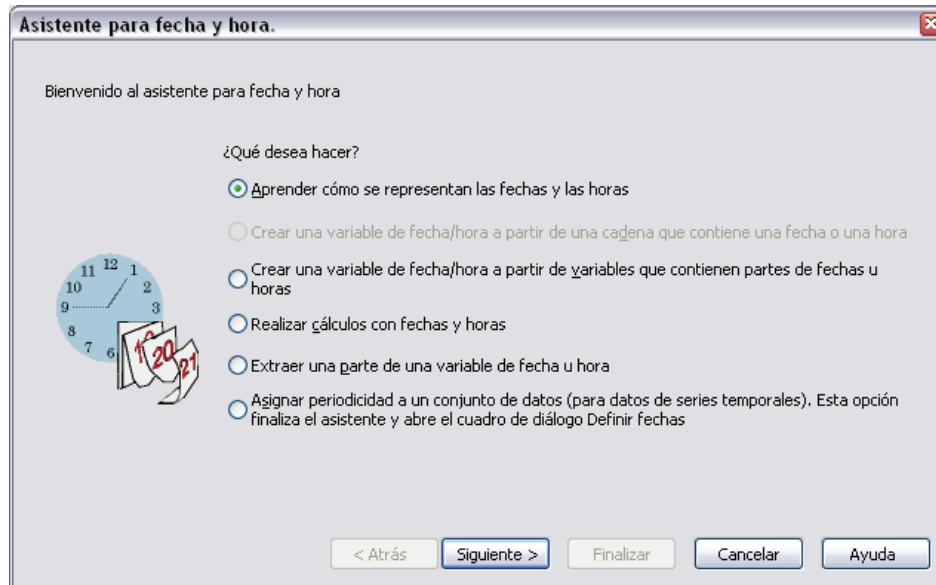 Asistente para fecha y hora.
Bienvenido al asistente para fecha y hora
¿Qué desea hacer?
Aprender cómo se representan las fechas y las horas
Crear una variable de fecha/hora a partir de una cadena que contiene una fecha o una hora
Crear una variable de fecha/hora a partir de variables que contienen partes de fechas u
horas
Realizar cálculos con fechas y horas
Extraer una parte de una variable de fecha u hora
Asignar periodicidad a un conjunto de datos (para datos de series temporales). Esta opción
finaliza el asistente y abre el cuadro de diálogo Definir fechas
11 12 1
10 2
9 3
8
7 6
20 21
< Atrás Siguiente > Finalizar Cancelar Ayuda